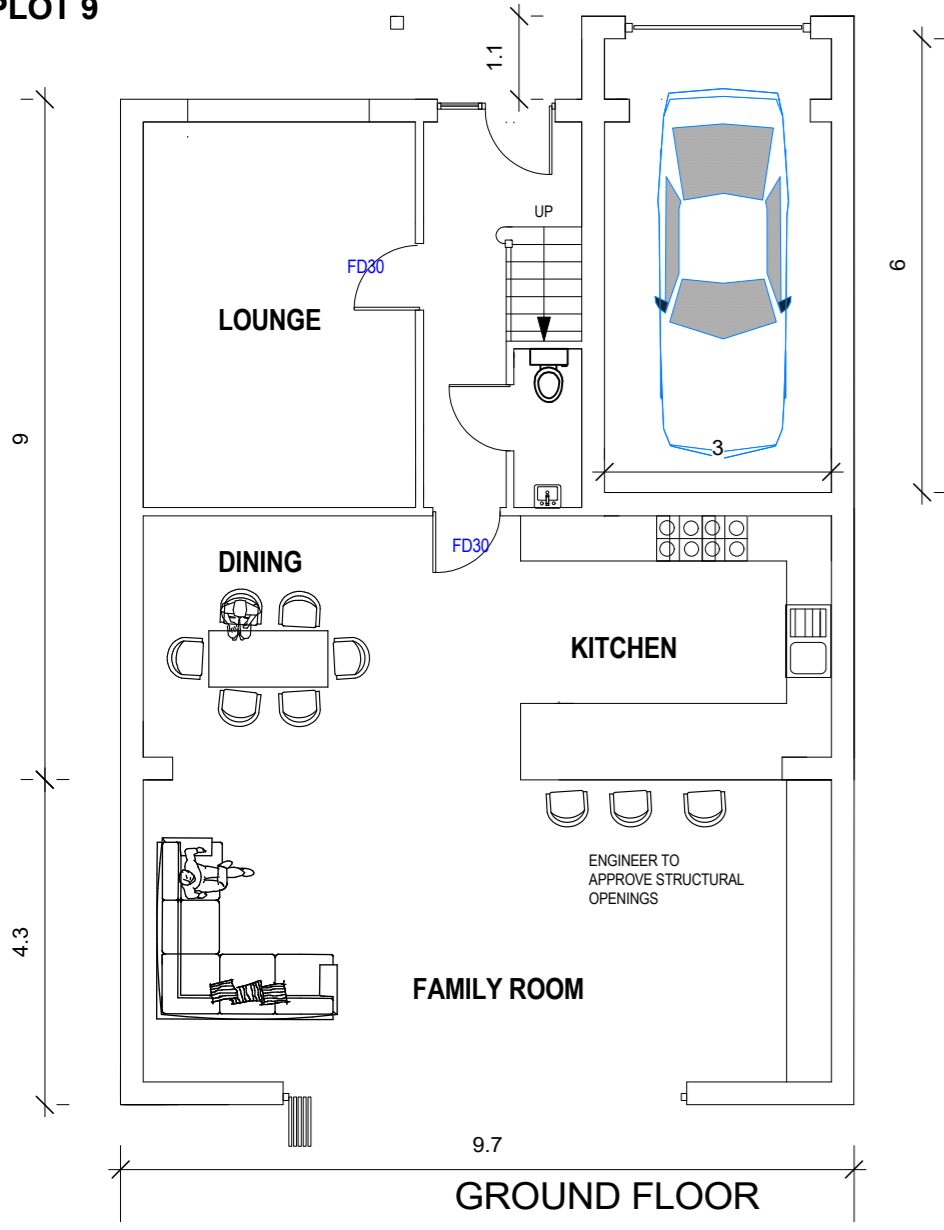 PLOT 9
1.1
UP
FD30
6
LOUNGE
3
9
DINING
FD30
KITCHEN
ENGINEER TO
APPROVE STRUCTURAL
OPENINGS
4.3
FAMILY ROOM
9.7
GROUND FLOOR